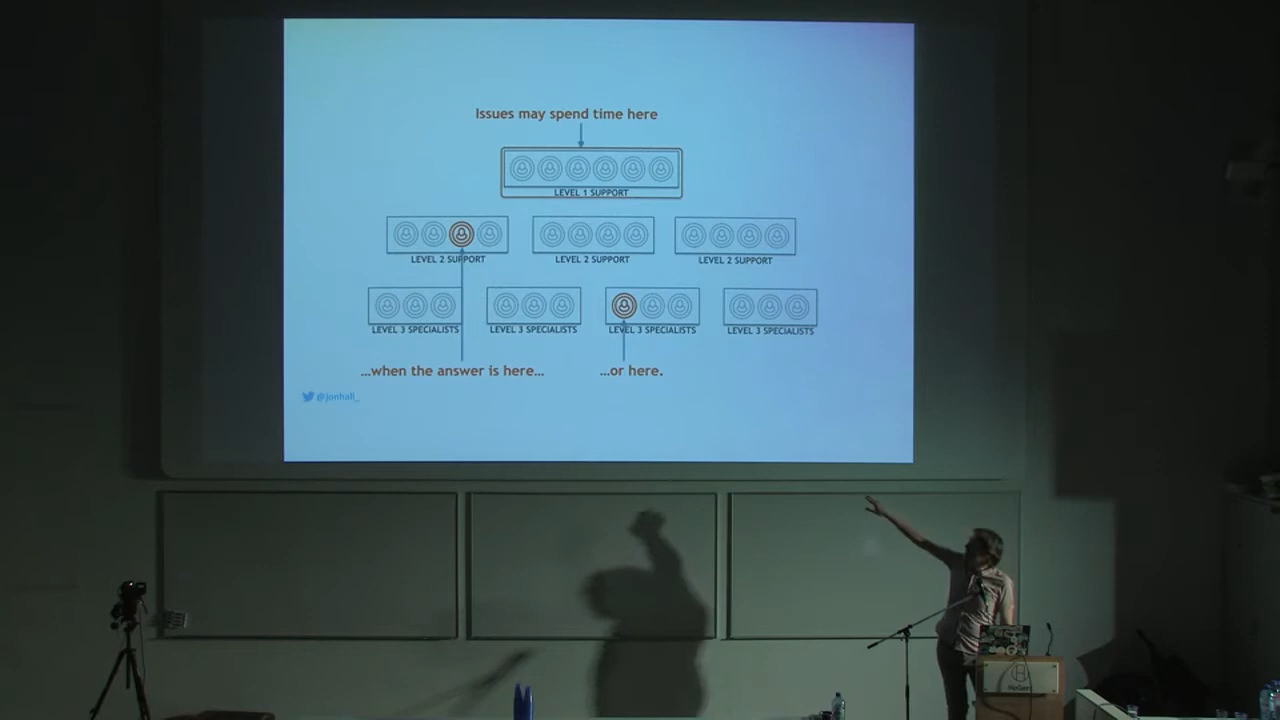 Issues may spend time here
LEVEL 1 SUPPORT
LEVEL 2 SUPPORT
LEVEL 2 SUPPORT
LEVEL 2 SUPPORT
LEVEL 3 SPECIALISTS
LEVEL 3 SPECIALISTS
LEVEL 3 SPECIALISTS
LEVEL 3 SPECIALISTS
...when the answer is here...
...or here.
@jonhall_